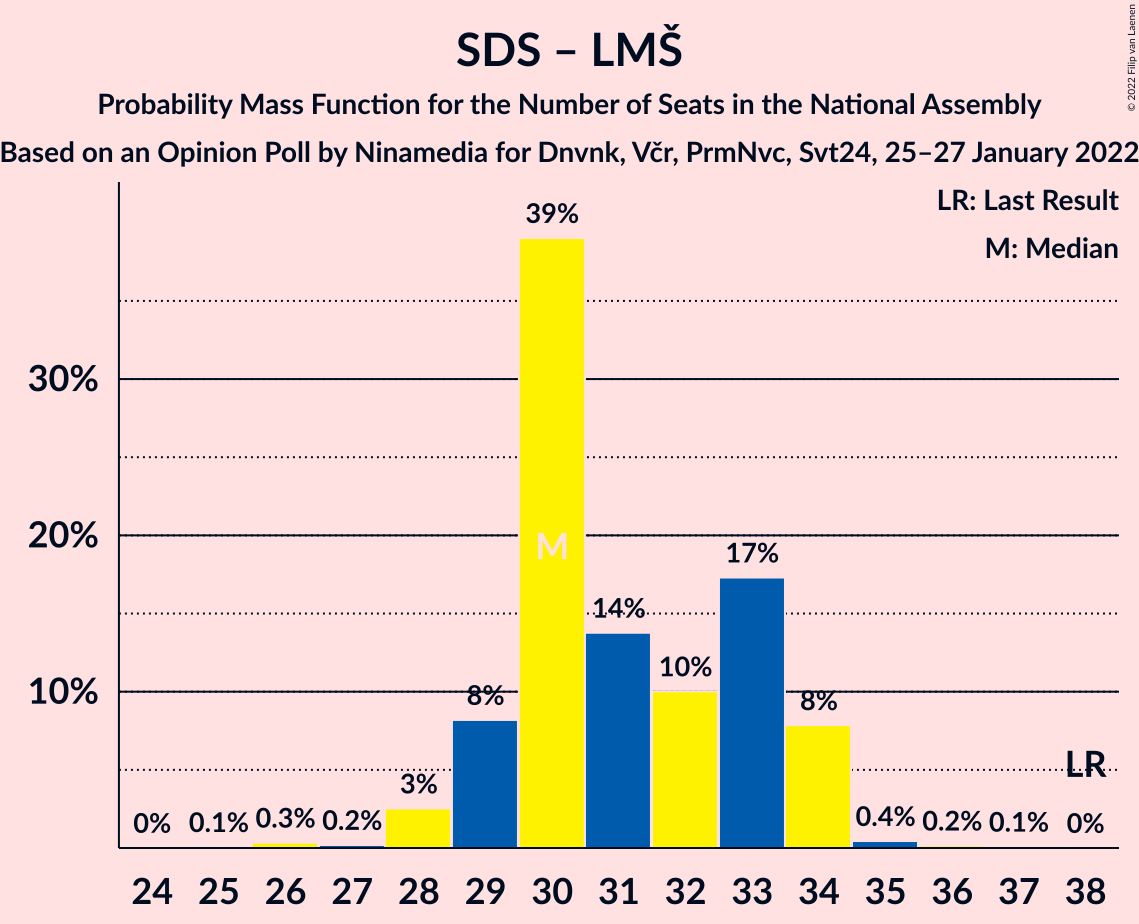 SDS – LMŠ
Probability Mass Function for the Number of Seats in the National Assembly
Based on an Opinion Poll by Ninamedia for Dnvnk, Včr, PrmNvc, Svt24, 25–27 January 2022
© 2022 Filip van Laenen
LR: Last Result
M: Median
30%
20%
10%
0%
0.1%
0.3%
0.2%
3%
8%
39%
M
14%
10%
17%
8%
0.4%
0.2%
0.1%
0%
LR
24 25 26 27 28 29 30 31 32 33 34 35 36 37 38